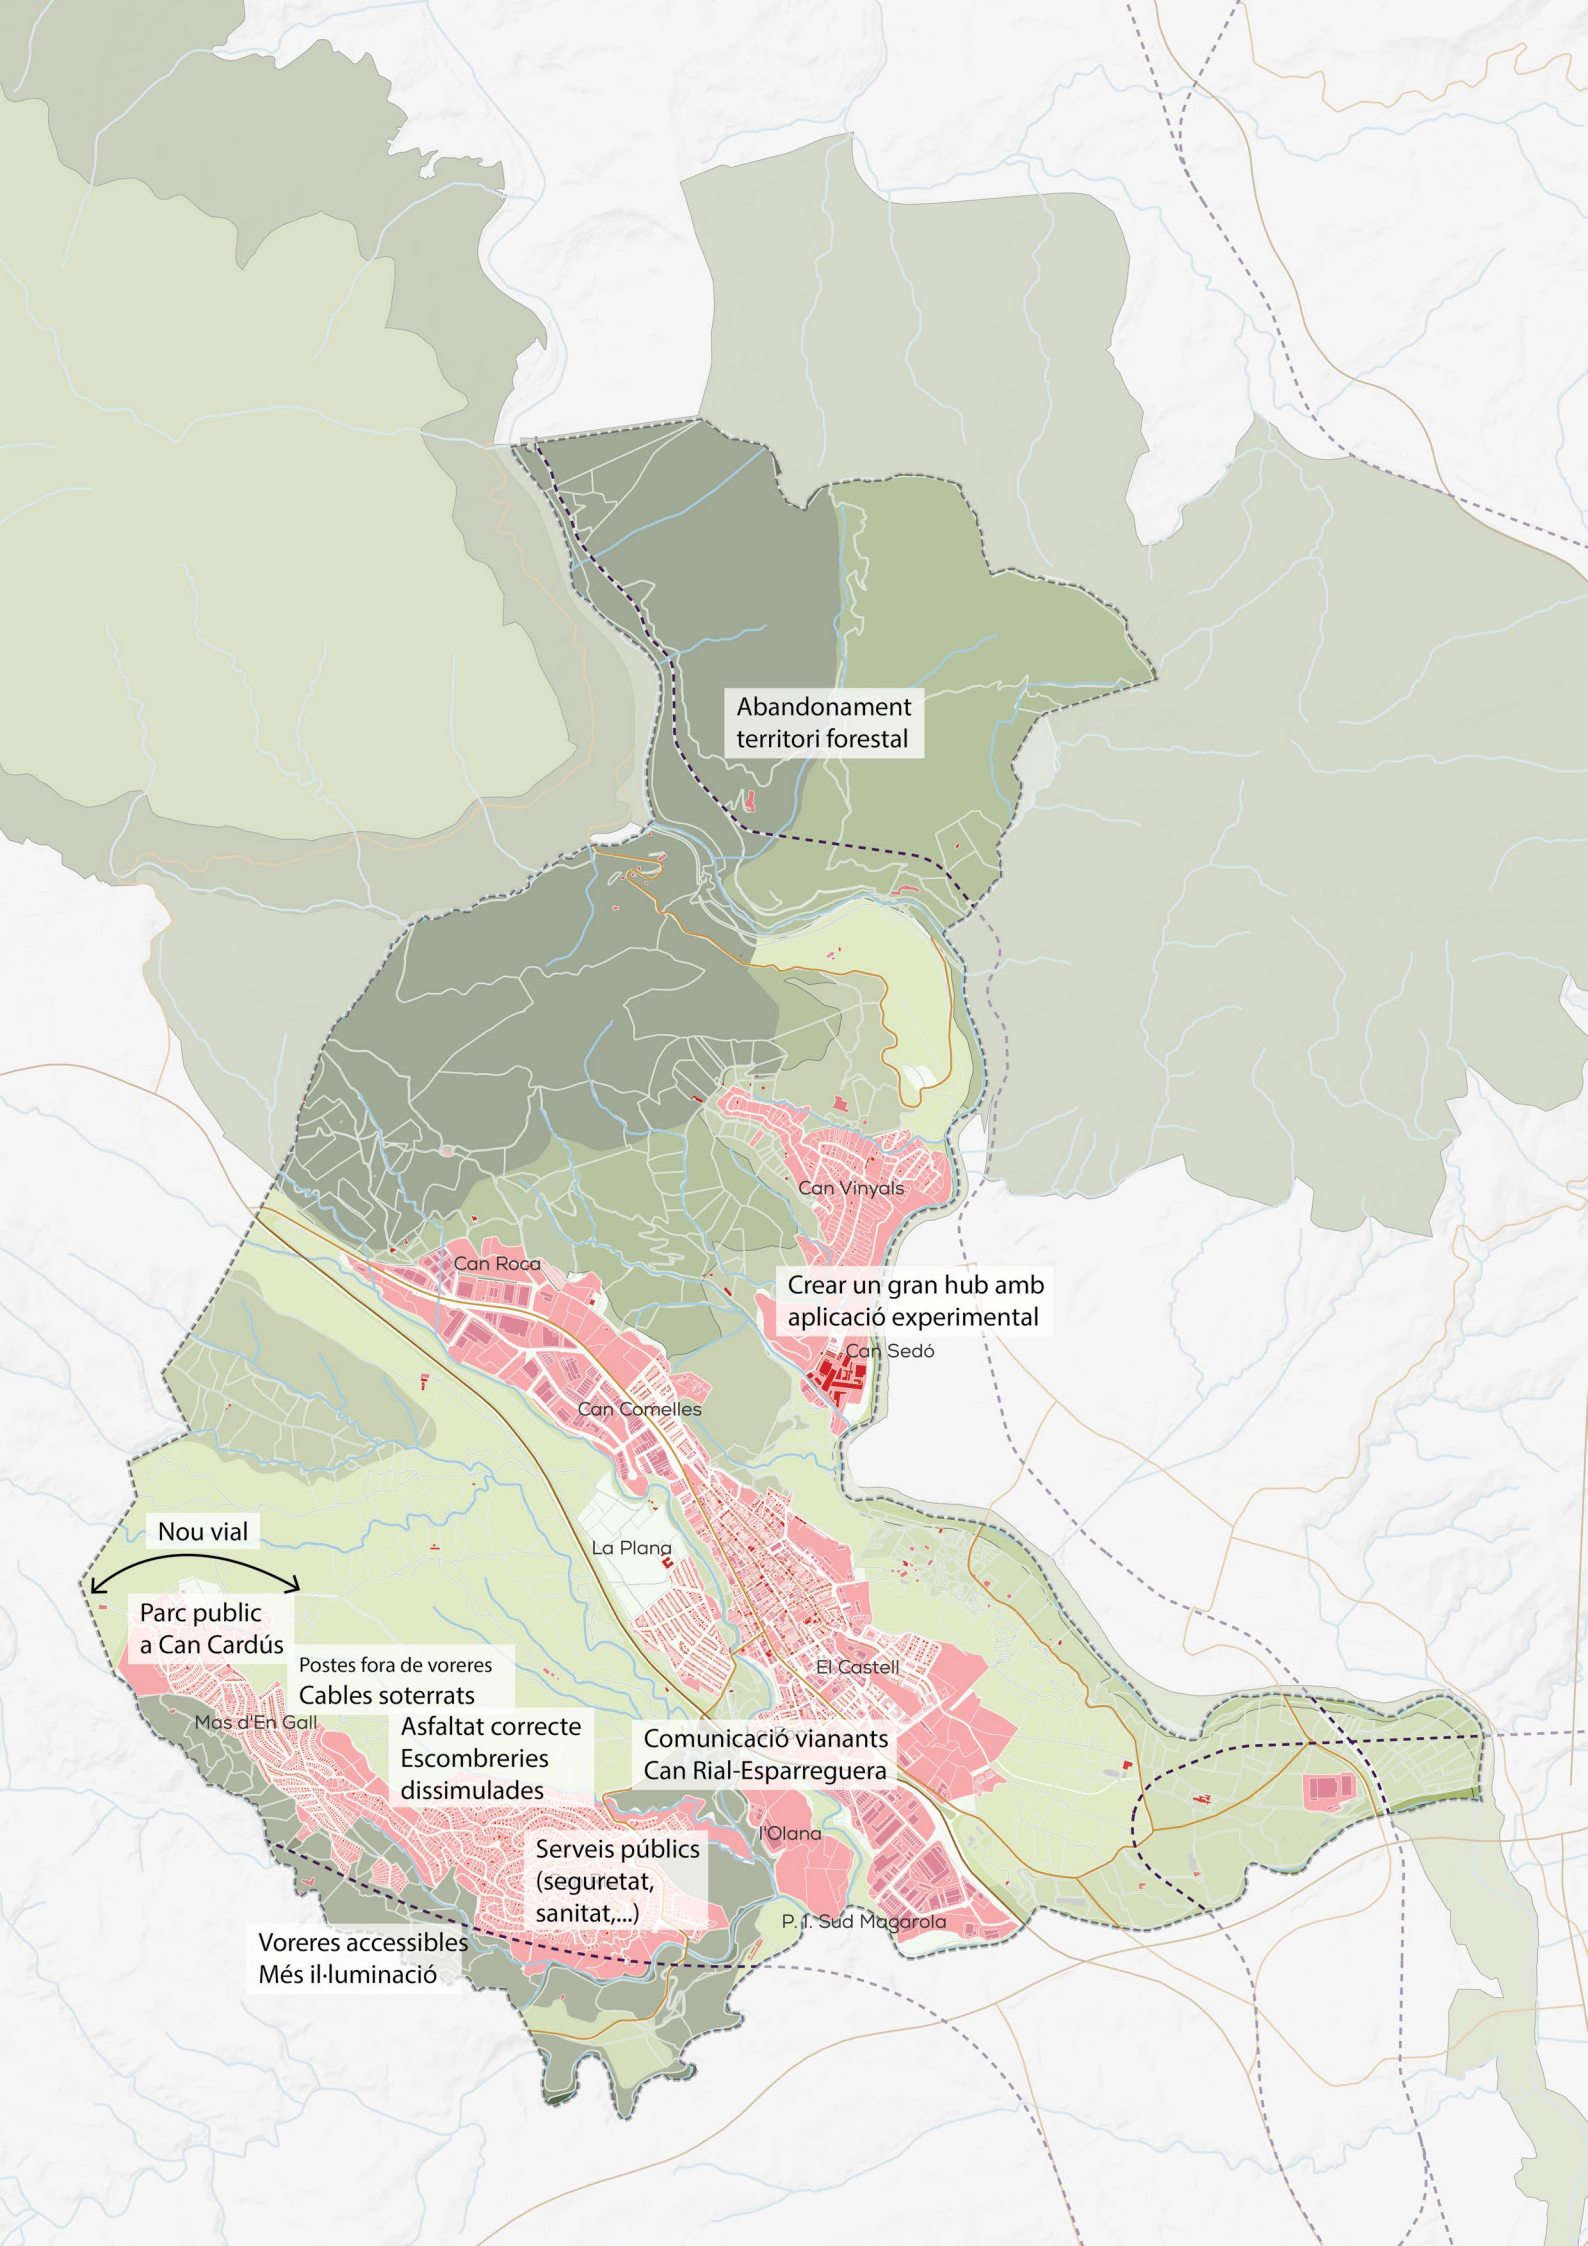 Abandonament
territori forestal
Can Vinyals
Can Roca
Crear un gran hub amb
aplicació experimental
Can Sedó
Can Comelles
Nou vial
La Plana
Parc public
a Can Cardús
Postes fora de voreres
Cables soterrats
El Castell
Mas d'En Gall
Asfaltat correcte
Escombreries
dissimulades
Comunicació vianants
Can Rial-Esparreguera
l'Olana
Serveis públics
(seguretat,
sanitat,...)
P. I. Sud Magarola
Voreres accessibles
Més il·luminació